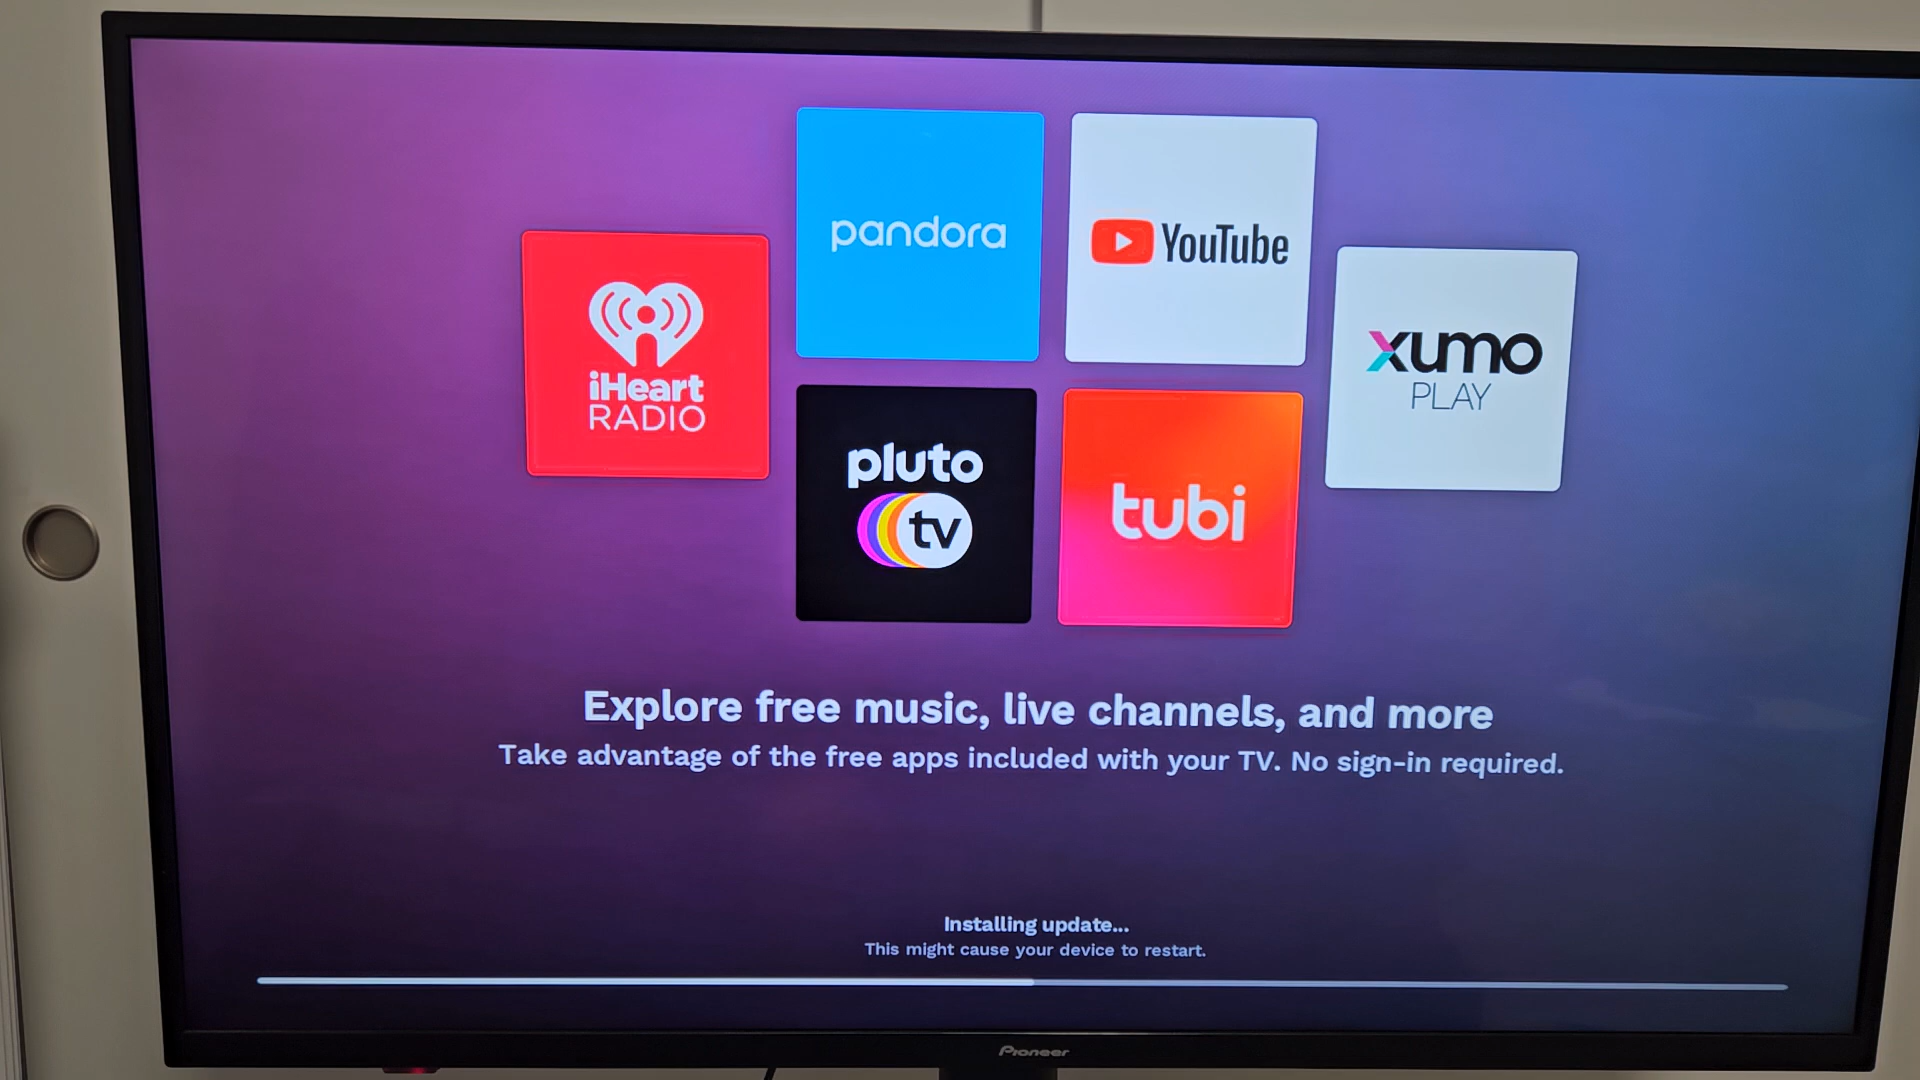 pandora
YouTube
iHeart
RADIO
xumo
PLAY
pluto
tv
tubi
Explore free music, live channels, and more
Take advantage of the free apps included with your TV. No sign-in required.
Installing update...
This might cause your device to restart.
Pioneer